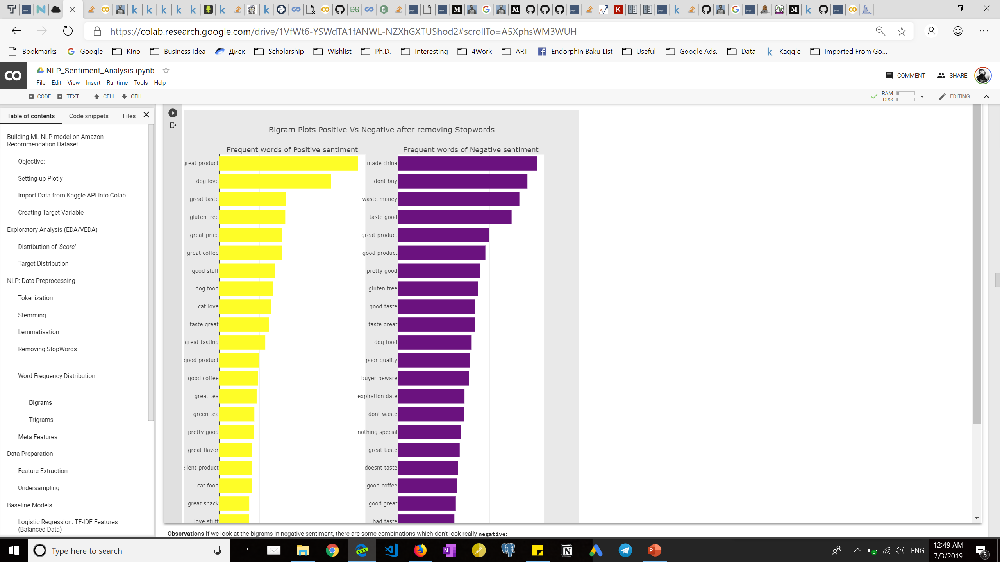 https://colab.research.google.com/drive/1VfWt6-YSWdTA1fANWL-NZXhGXTUShod2#scrollTo=A5XphsWM3WUH
Bookmarks Google Kino Business İdea Диск Scholarship Wishlist Ph.D. Interesting 4Work ART Endorphin Baku List Useful Google Ads. Data Kaggle Imported From Go...
NLP_Sentiment_Analysis.ipynb
COMMENT SHARE
File Edit View Insert Runtime Tools Help
CODE TEXT CELL CELL
RAM
Disk
EDITING
Table of contents Code snippets Files
Building ML NLP model on Amazon
Recommendation Dataset
Objective:
Setting-up Plotly
Import Data from Kaggle API into Colab
Creating Target Variable
Exploratory Analysis (EDA/VEDA)
Distribution of 'Score'
Target Distribution
NLP: Data Preprocessing
Tokenization
Stemming
Lemmatisation
Removing StopWords
Word Frequency Distribution
Bigrams
Trigrams
Meta Features
Data Preparation
Feature Extraction
Undersampling
Baseline Models
Logistic Regression: TF-IDF Features
(Balanced Data)
Bigram Plots Positive Vs Negative after removing Stopwords
Frequent words of Positive sentiment
great product
dog love
great taste
gluten free
great price
great coffee
good stuff
dog food
cat love
taste great
great tasting
good product
good coffee
great tea
green tea
pretty good
great flavor
ellent product
cat food
great snack
love stuff
Frequent words of Negative sentiment
made china
dont buy
waste money
taste good
great product
good product
pretty good
gluten free
good taste
taste great
dog food
poor quality
buyer beware
expiration date
dont waste
nothing special
great taste
doesnt taste
good coffee
good great
bad taste
Observations If we look at the bigrams in negative sentiment, there are some combinations which don't look really negative:
Type here to search
DEV
ENG
12:49 AM
7/3/2019
5